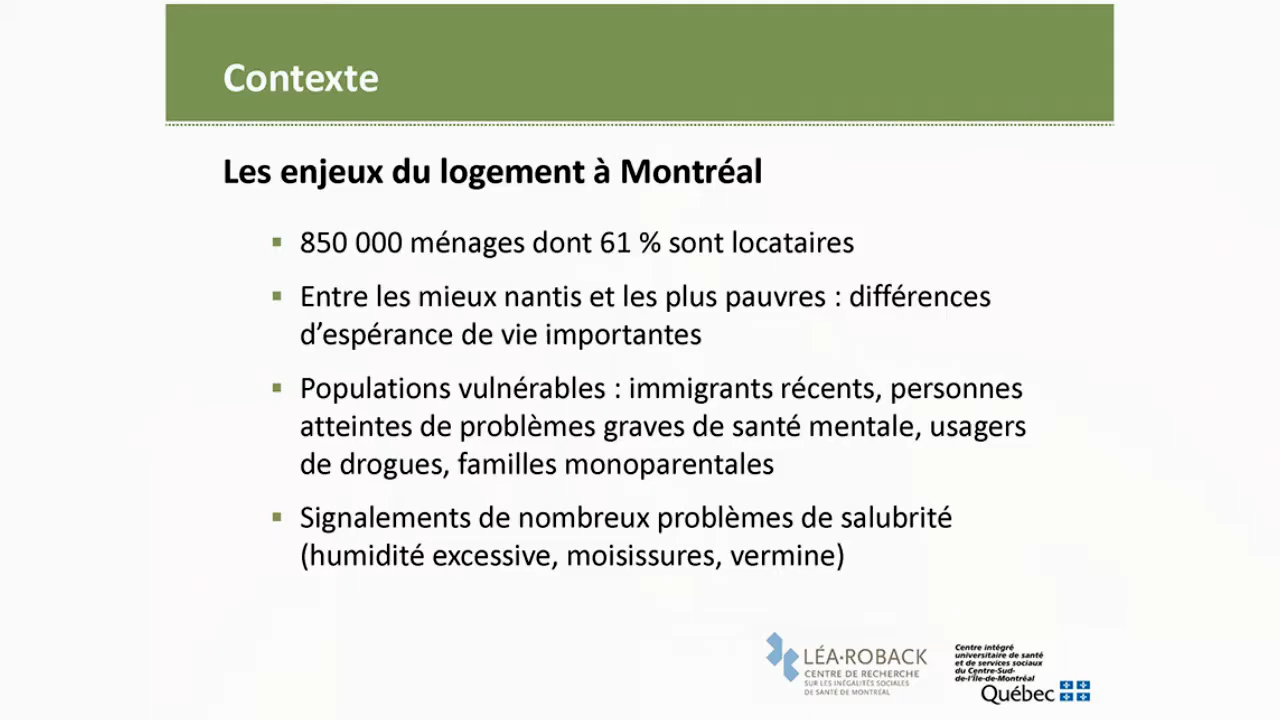 Contexte
Les enjeux du logement à Montréal
▪ 850 000 ménages dont 61 % sont locataires
▪ Entre les mieux nantis et les plus pauvres : différences
d’espérance de vie importantes
▪ Populations vulnérables : immigrants récents, personnes
atteintes de problèmes graves de santé mentale, usagers
de drogues, familles monoparentales
▪ Signalements de nombreux problèmes de salubrité
(humidité excessive, moisissures, vermine)
LÉA·ROBACK
CENTRE DE RECHERCHE
SUR LES INÉGALITÉS SOCIALES
DE SANTÉ DE MONTRÉAL
Centre intégré
universitaire de santé
et de services sociaux
du Centre-Sud-
de-l’Île-de-Montréal
Québec